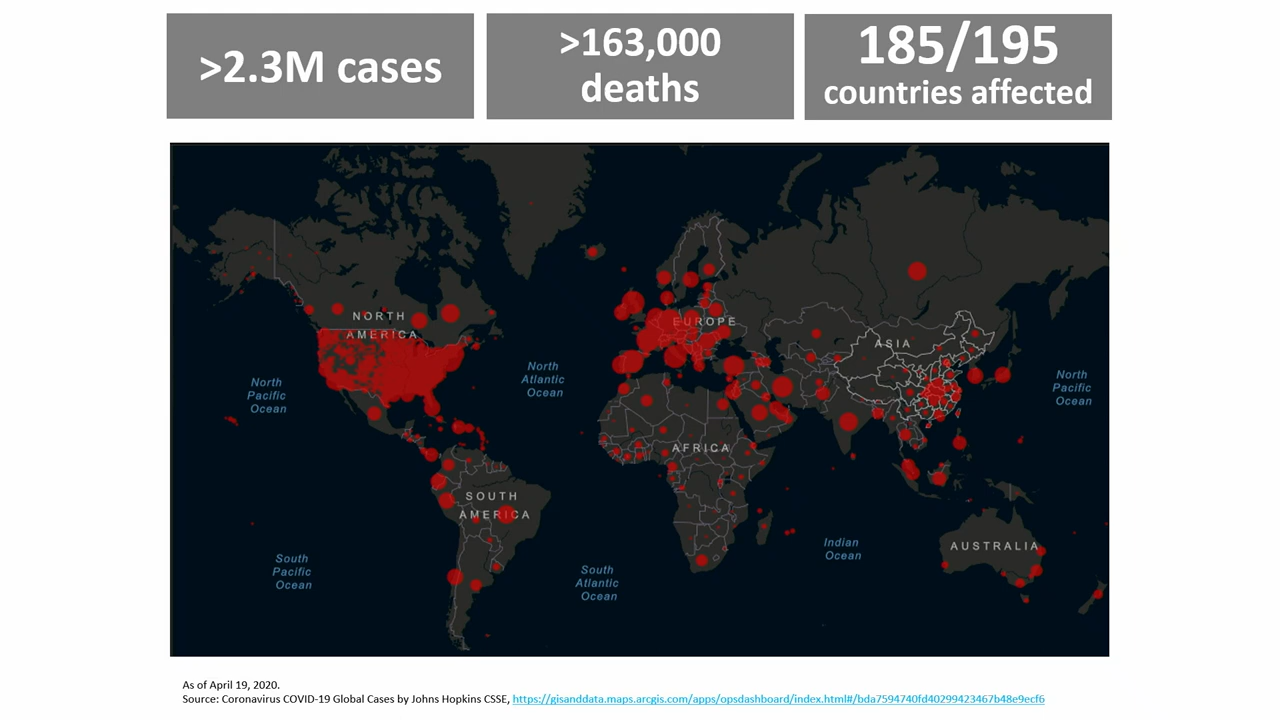 >2.3M cases
>163,000
deaths
185/195
countries affected
NORTH
AMERICA
EUROPE
ASIA
North
Pacific
Ocean
North
Atlantic
Ocean
North
Pacific
Ocean
AFRICA
SOUTH
AMERICA
South
Pacific
Ocean
South
Atlantic
Ocean
Indian
Ocean
AUSTRALIA
As of April 19, 2020.
Source: Coronavirus COVID-19 Global Cases by Johns Hopkins CSSE, https://gisanddata.maps.arcgis.com/apps/opsdashboard/index.html#/bda7594740fd40299423467b48e9ecf6